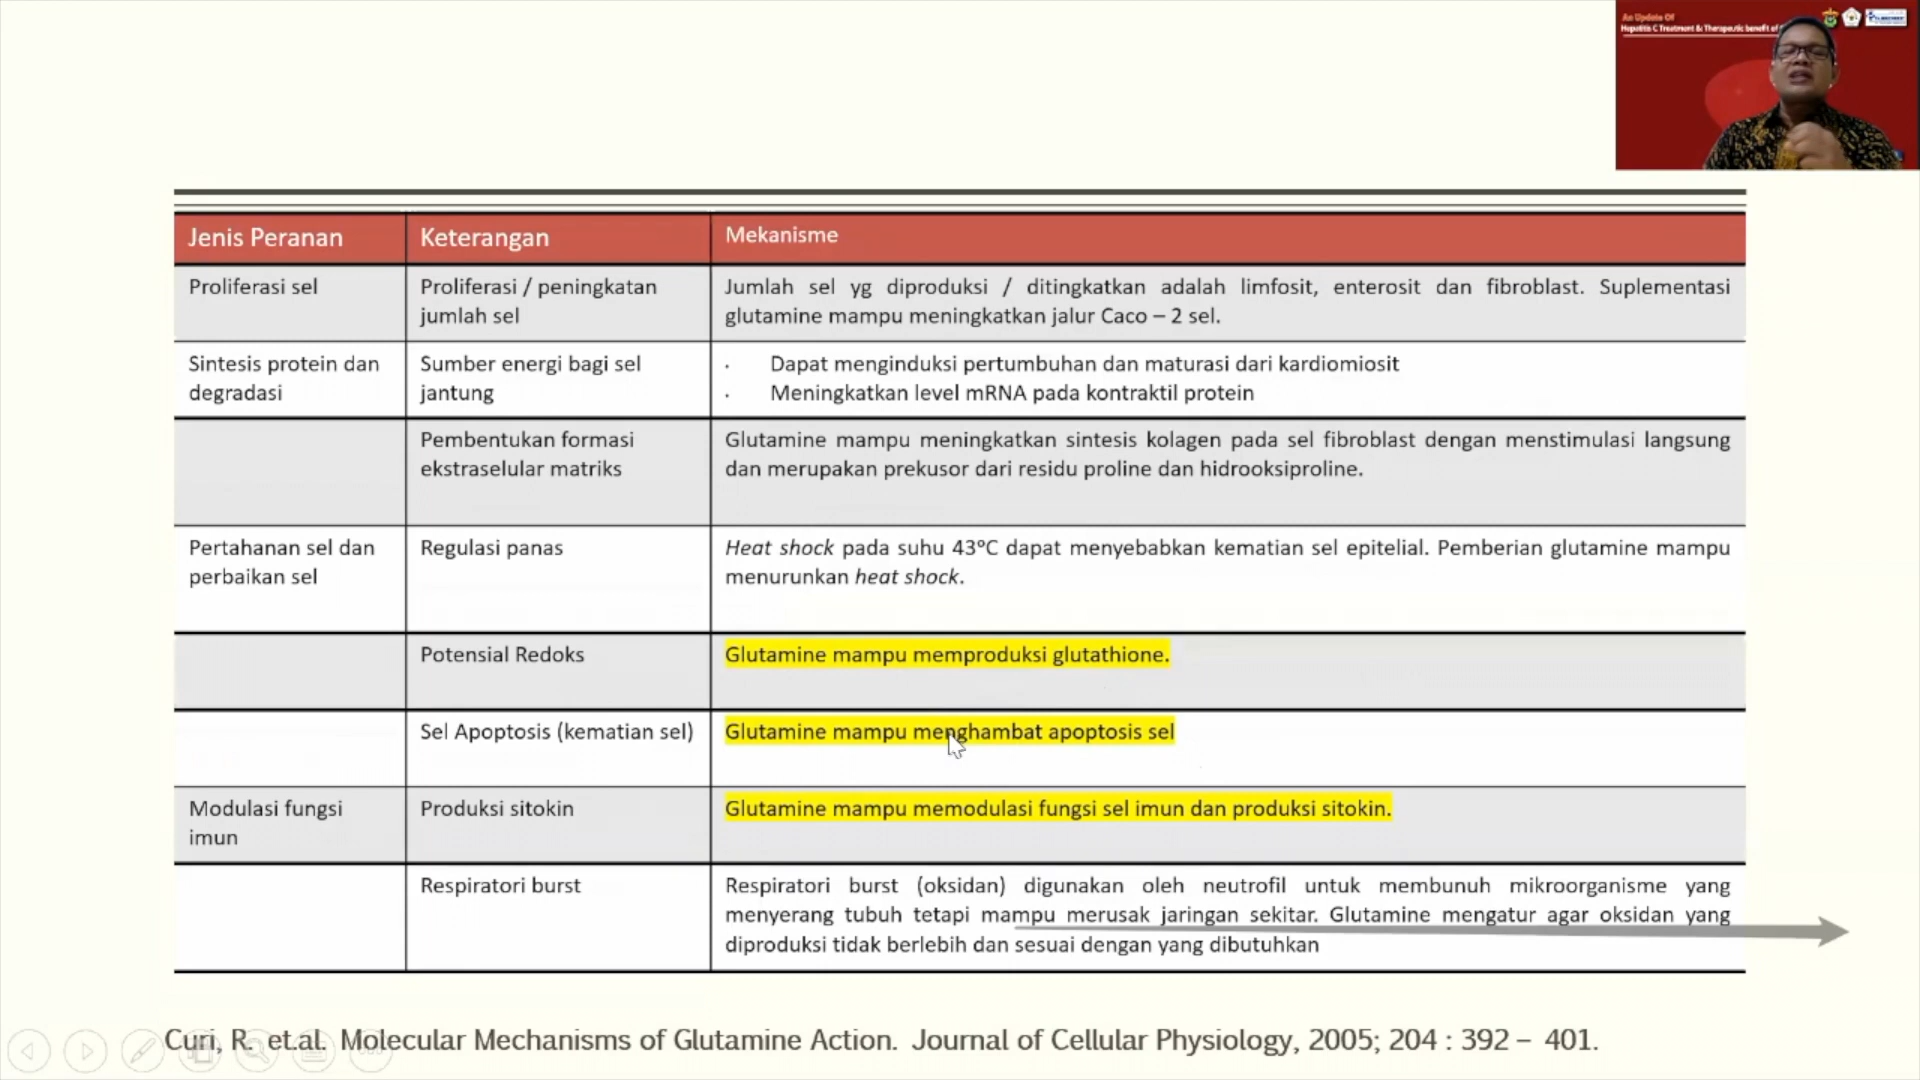 An Update Of
Hepatitis C Treatment & Therapeutic benefit of
Jenis Peranan
Keterangan
Mekanisme
Proliferasi sel
Proliferasi / peningkatan
jumlah sel
Jumlah sel yg diproduksi / ditingkatkan adalah limfosit, enterosit dan fibroblast. Suplementasi
glutamine mampu meningkatkan jalur Caco – 2 sel.
Sintesis protein dan
degradasi
Sumber energi bagi sel
jantung
· Dapat menginduksi pertumbuhan dan maturasi dari kardiomiosit
· Meningkatkan level mRNA pada kontraktil protein
Pembentukan formasi
ekstraselular matriks
Glutamine mampu meningkatkan sintesis kolagen pada sel fibroblast dengan menstimulasi langsung
dan merupakan prekusor dari residu proline dan hidrooksiproline.
Pertahanan sel dan
perbaikan sel
Regulasi panas
Heat shock pada suhu 43°C dapat menyebabkan kematian sel epitelial. Pemberian glutamine mampu
menurunkan heat shock.
Potensial Redoks
Glutamine mampu memproduksi glutathione.
Sel Apoptosis (kematian sel)
Glutamine mampu menghambat apoptosis sel
Modulasi fungsi
imun
Produksi sitokin
Glutamine mampu memodulasi fungsi sel imun dan produksi sitokin.
Respiratori burst
Respiratori burst (oksidan) digunakan oleh neutrofil untuk membunuh mikroorganisme yang
menyerang tubuh tetapi mampu merusak jaringan sekitar. Glutamine mengatur agar oksidan yang
diproduksi tidak berlebih dan sesuai dengan yang dibutuhkan
Curi, R. et.al. Molecular Mechanisms of Glutamine Action. Journal of Cellular Physiology, 2005; 204 : 392 – 401.